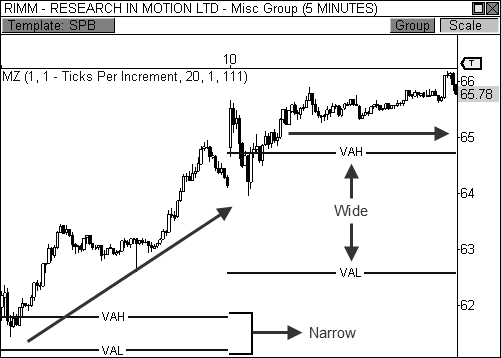 RIMM - RESEARCH IN MOTION LTD - Misc Group (5 MINUTES)
Template: SPB Group Scale
10
T
MZ (1, 1 - Ticks Per Increment, 20, 1, 111)
66
65.78
65
VAH
64
Wide
63
VAL
62
VAH
Narrow
VAL